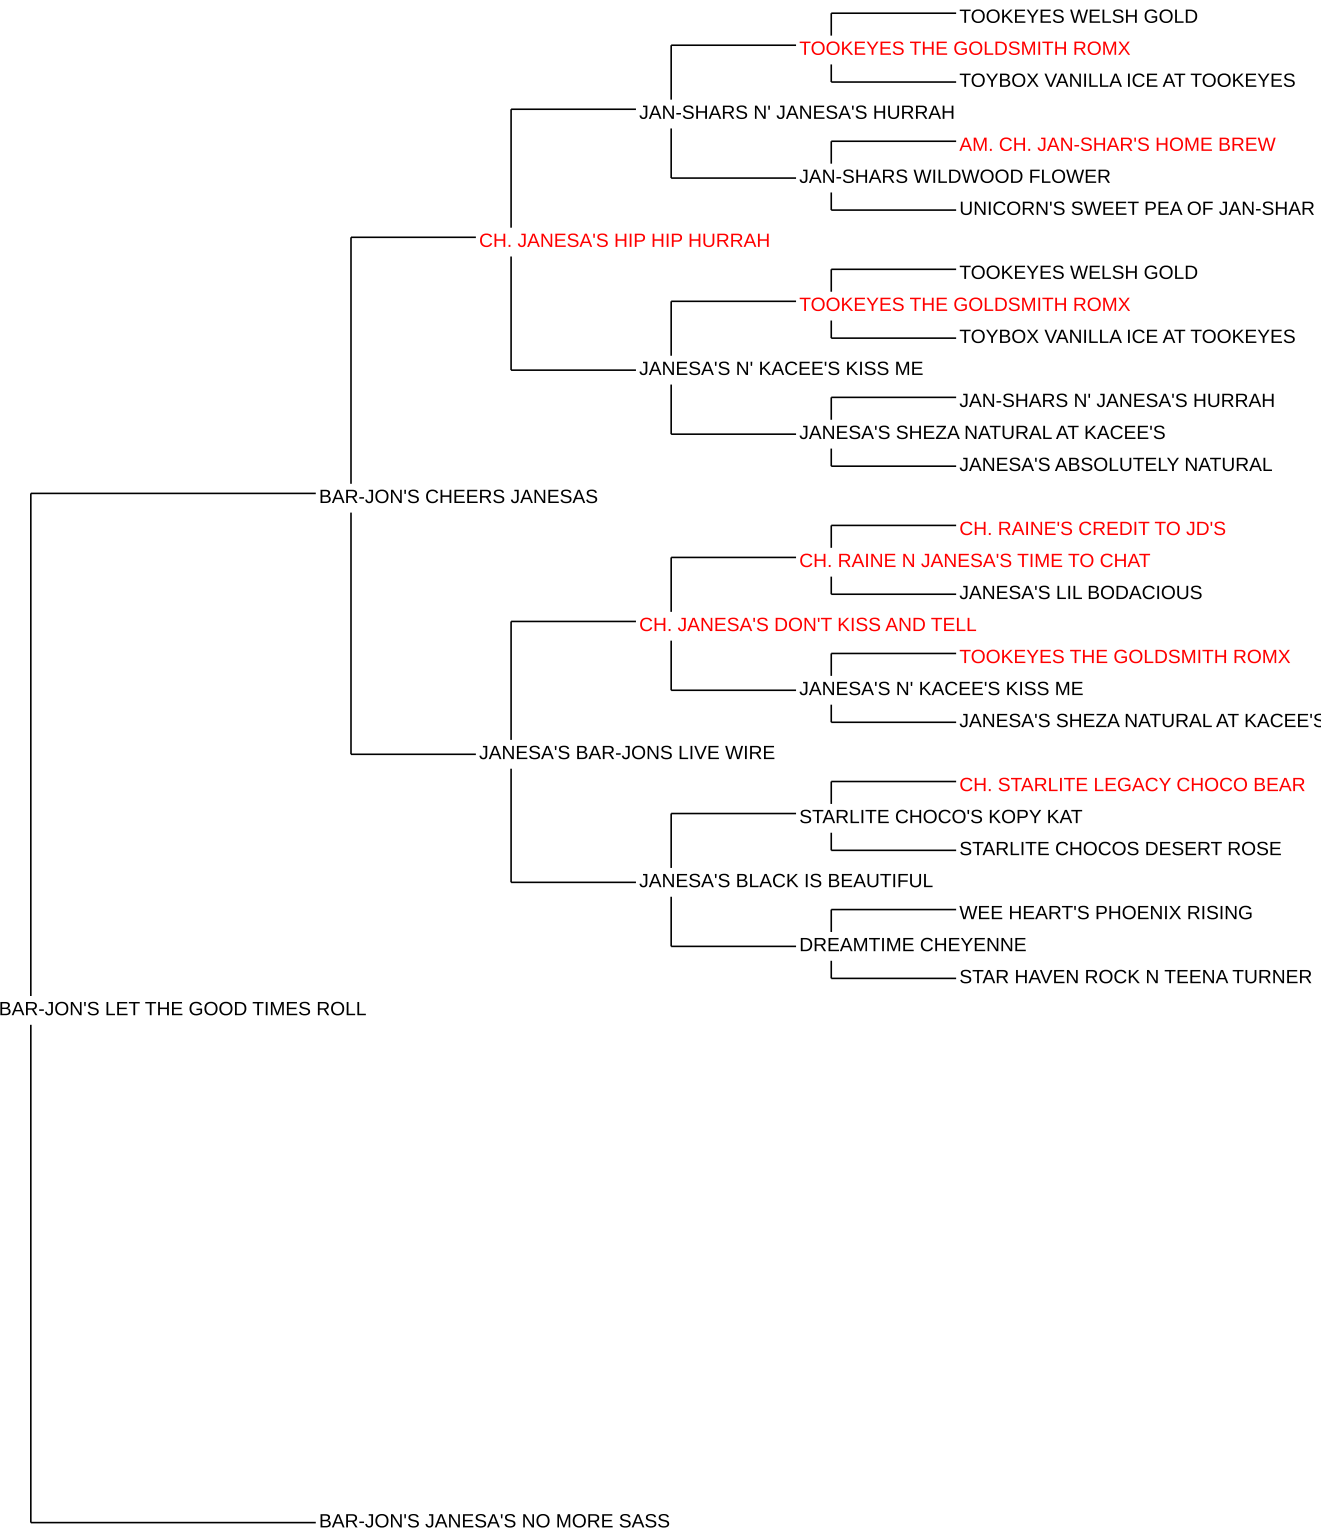 TOOKEYES WELSH GOLD
TOOKEYES THE GOLDSMITH ROMX
TOYBOX VANILLA ICE AT TOOKEYES
JAN-SHARS N' JANESA'S HURRAH
AM. CH. JAN-SHAR'S HOME BREW
JAN-SHARS WILDWOOD FLOWER
UNICORN'S SWEET PEA OF JAN-SHAR
CH. JANESA'S HIP HIP HURRAH
TOOKEYES WELSH GOLD
TOOKEYES THE GOLDSMITH ROMX
TOYBOX VANILLA ICE AT TOOKEYES
JANESA'S N' KACEE'S KISS ME
JAN-SHARS N' JANESA'S HURRAH
JANESA'S SHEZA NATURAL AT KACEE'S
JANESA'S ABSOLUTELY NATURAL
BAR-JON'S CHEERS JANESAS
CH. RAINE'S CREDIT TO JD'S
CH. RAINE N JANESA'S TIME TO CHAT
JANESA'S LIL BODACIOUS
CH. JANESA'S DON'T KISS AND TELL
TOOKEYES THE GOLDSMITH ROMX
JANESA'S N' KACEE'S KISS ME
JANESA'S SHEZA NATURAL AT KACEE'S
JANESA'S BAR-JONS LIVE WIRE
CH. STARLITE LEGACY CHOCO BEAR
STARLITE CHOCO'S KOPY KAT
STARLITE CHOCOS DESERT ROSE
JANESA'S BLACK IS BEAUTIFUL
WEE HEART'S PHOENIX RISING
DREAMTIME CHEYENNE
STAR HAVEN ROCK N TEENA TURNER
BAR-JON'S LET THE GOOD TIMES ROLL
BAR-JON'S JANESA'S NO MORE SASS